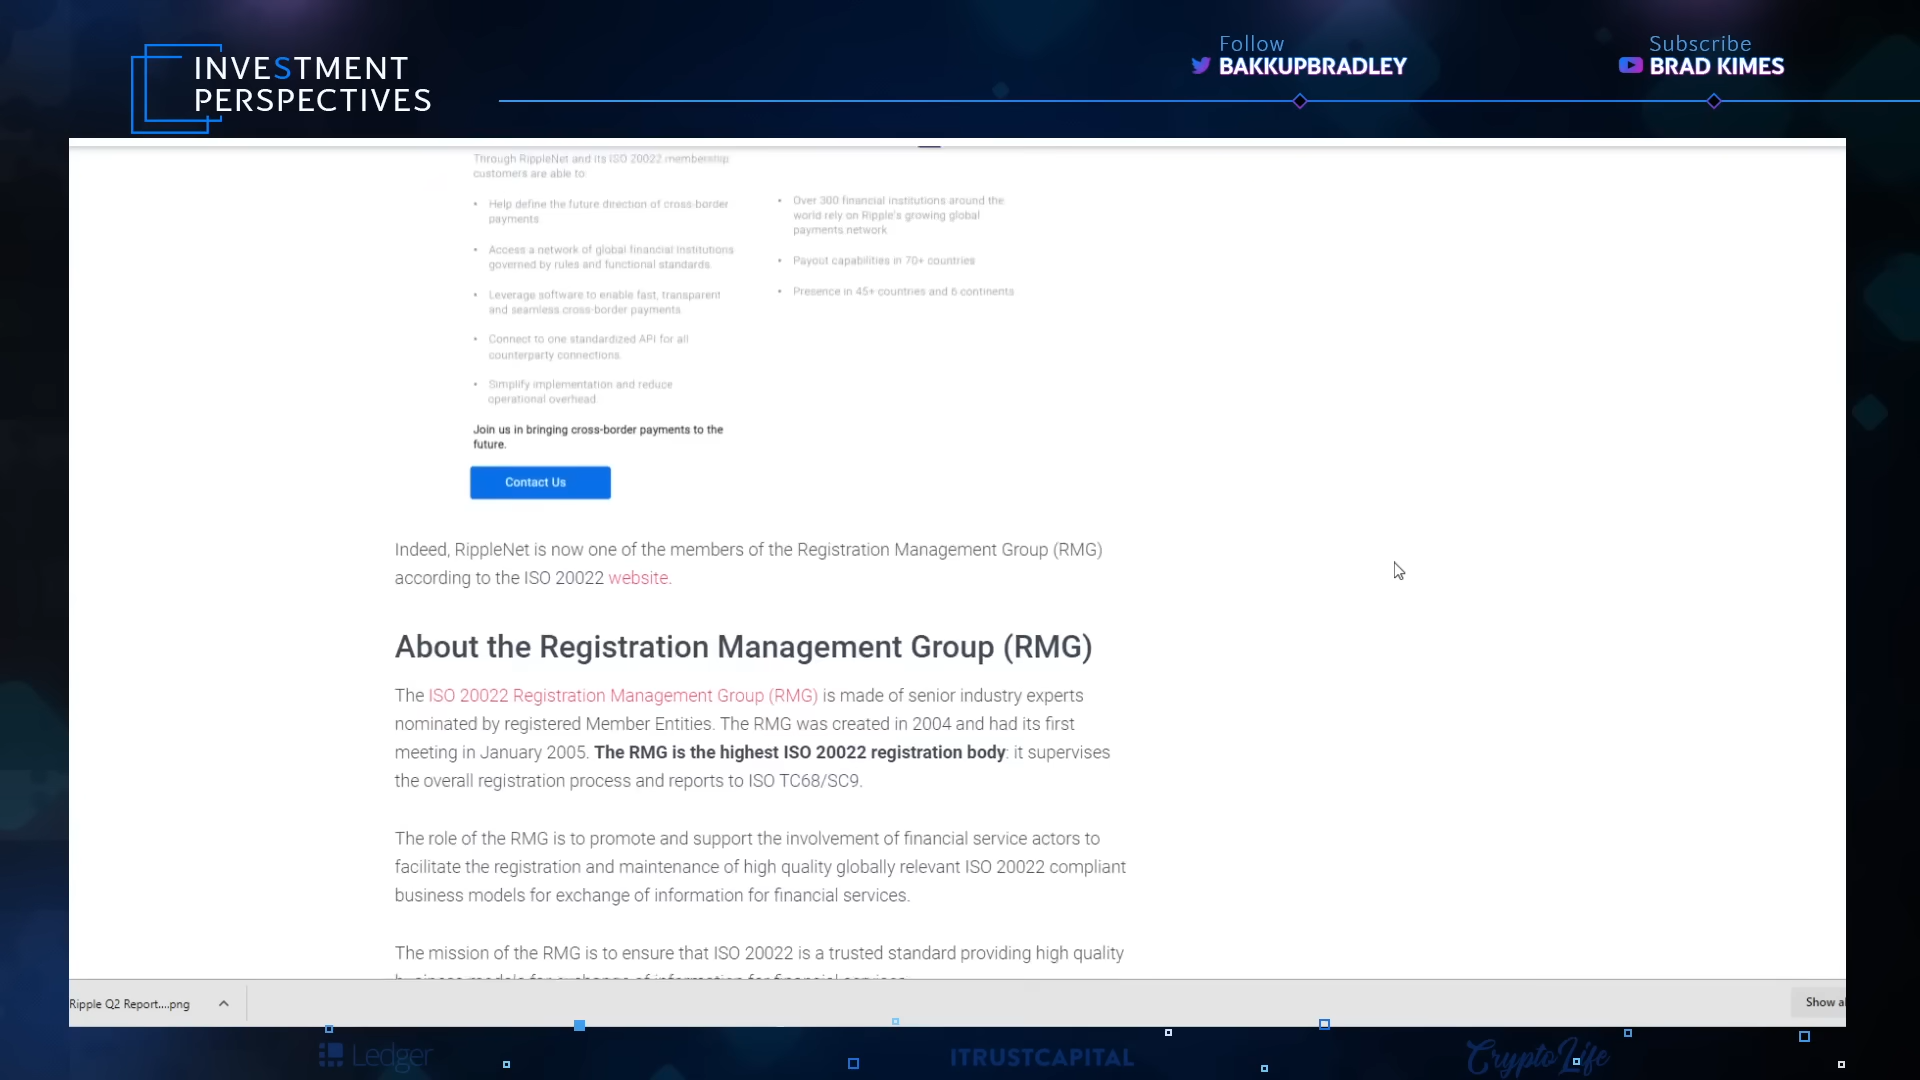 INVESTMENT
PERSPECTIVES
Follow
BAKKUPBRADLEY
Subscribe
BRAD KIMES
Through RippleNet and its ISO 20022 membership
customers are able to:
• Help define the future direction of cross-border
payments
• Access a network of global financial institutions
governed by rules and functional standards.
• Leverage software to enable fast, transparent
and seamless cross-border payments.
• Connect to one standardized API for all
counterparty connections.
• Simplify implementation and reduce
operational overhead.
Join us in bringing cross-border payments to the
future.
Contact Us
• Over 300 financial institutions around the
world rely on Ripple's growing global
payments network
• Payout capabilities in 70+ countries
• Presence in 45+ countries and 6 continents
Indeed, RippleNet is now one of the members of the Registration Management Group (RMG)
according to the ISO 20022 website.
About the Registration Management Group (RMG)
The ISO 20022 Registration Management Group (RMG) is made of senior industry experts
nominated by registered Member Entities. The RMG was created in 2004 and had its first
meeting in January 2005. The RMG is the highest ISO 20022 registration body: it supervises
the overall registration process and reports to ISO TC68/SC9.
The role of the RMG is to promote and support the involvement of financial service actors to
facilitate the registration and maintenance of high quality globally relevant ISO 20022 compliant
business models for exchange of information for financial services.
The mission of the RMG is to ensure that ISO 20022 is a trusted standard providing high quality
business models for exchange of information for financial services.
Ripple Q2 Report....png
Show al
Ledger
ITRUSTCAPITAL
CryptoLife